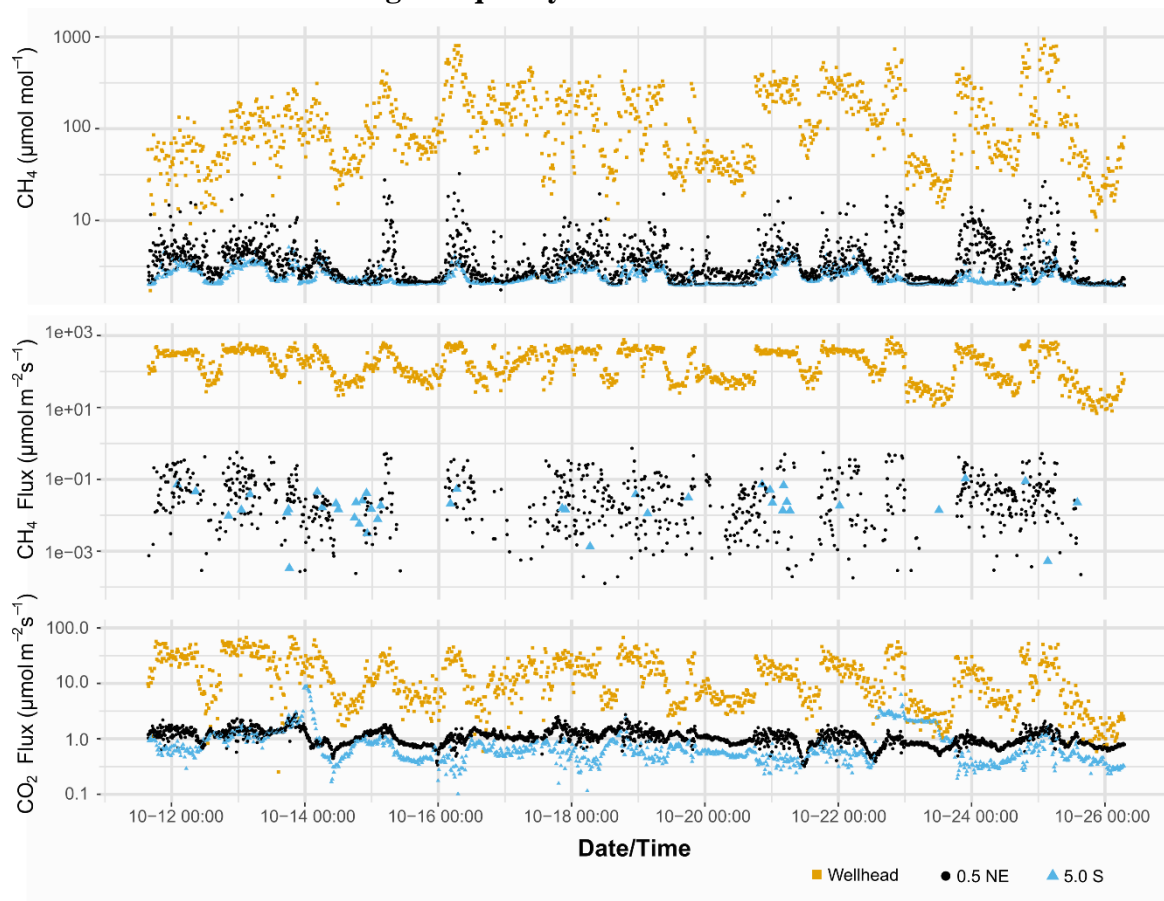 1000
100
10
CH₄ (μmol mol⁻¹)
1e+03
1e+01
1e−01
1e−03
CH₄ Flux (μmol m⁻² s⁻¹)
100.0
10.0
1.0
0.1
CO₂ Flux (μmol m⁻² s⁻¹)
10−12 00:00 10−14 00:00 10−16 00:00 10−18 00:00 10−20 00:00 10−22 00:00 10−24 00:00 10−26 00:00
Date/Time
Wellhead 0.5 NE 5.0 S